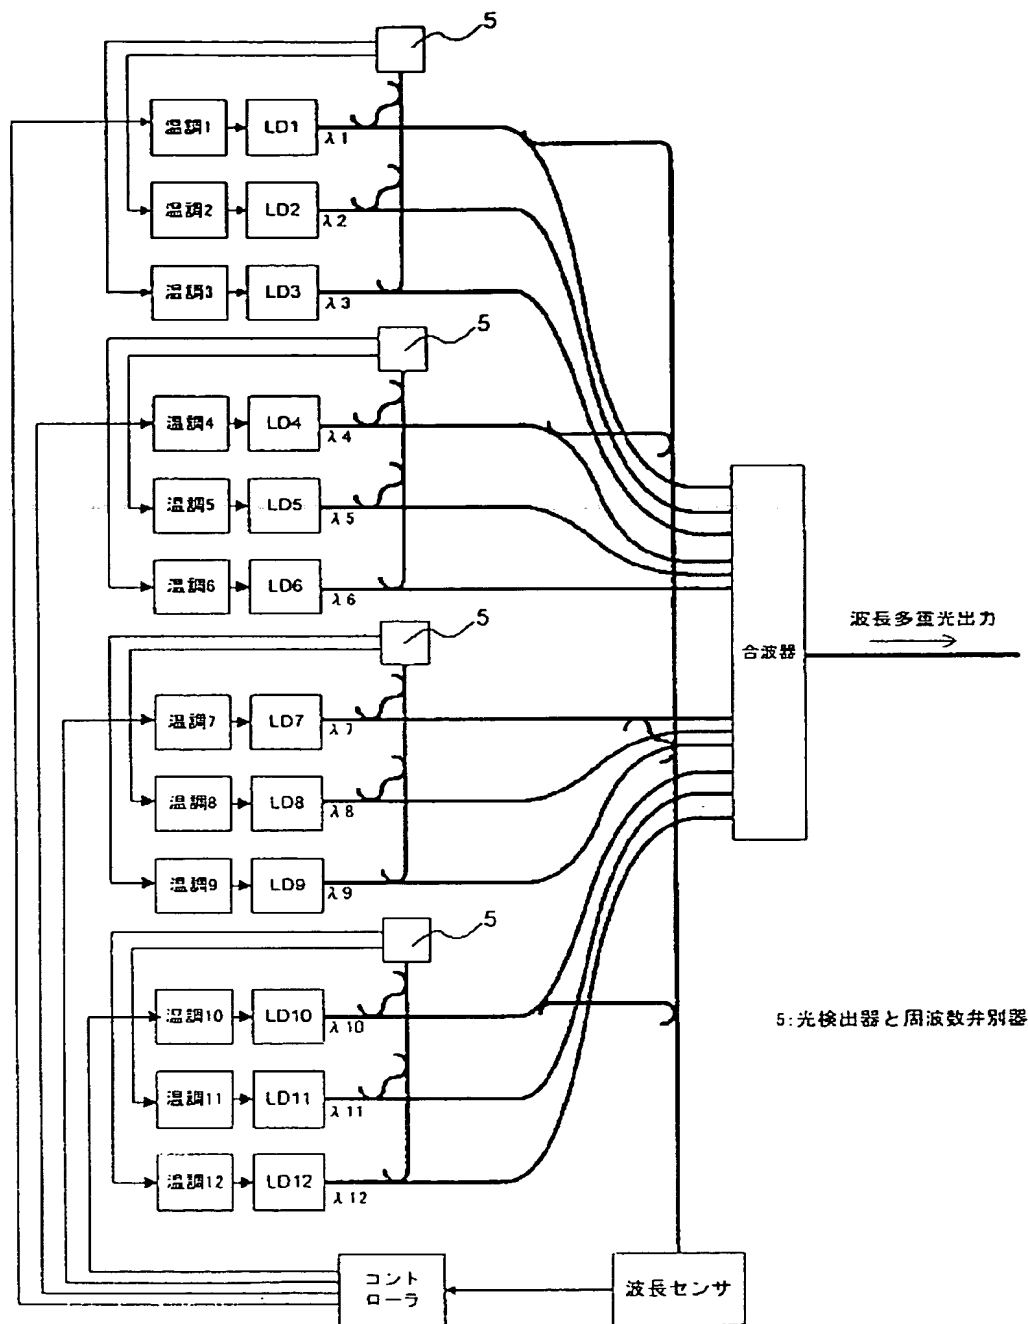 5
温調1
LD1
λ1
温調2
LD2
λ2
温調3
LD3
λ3
5
温調4
LD4
λ4
温調5
LD5
λ5
温調6
LD6
λ6
5
温調7
LD7
λ7
温調8
LD8
λ8
温調9
LD9
λ9
5
温調10
LD10
λ10
温調11
LD11
λ11
温調12
LD12
λ12
合波器
波長多重光出力
5:光検出器と周波数弁別器
コント
ローラ
波長センサ